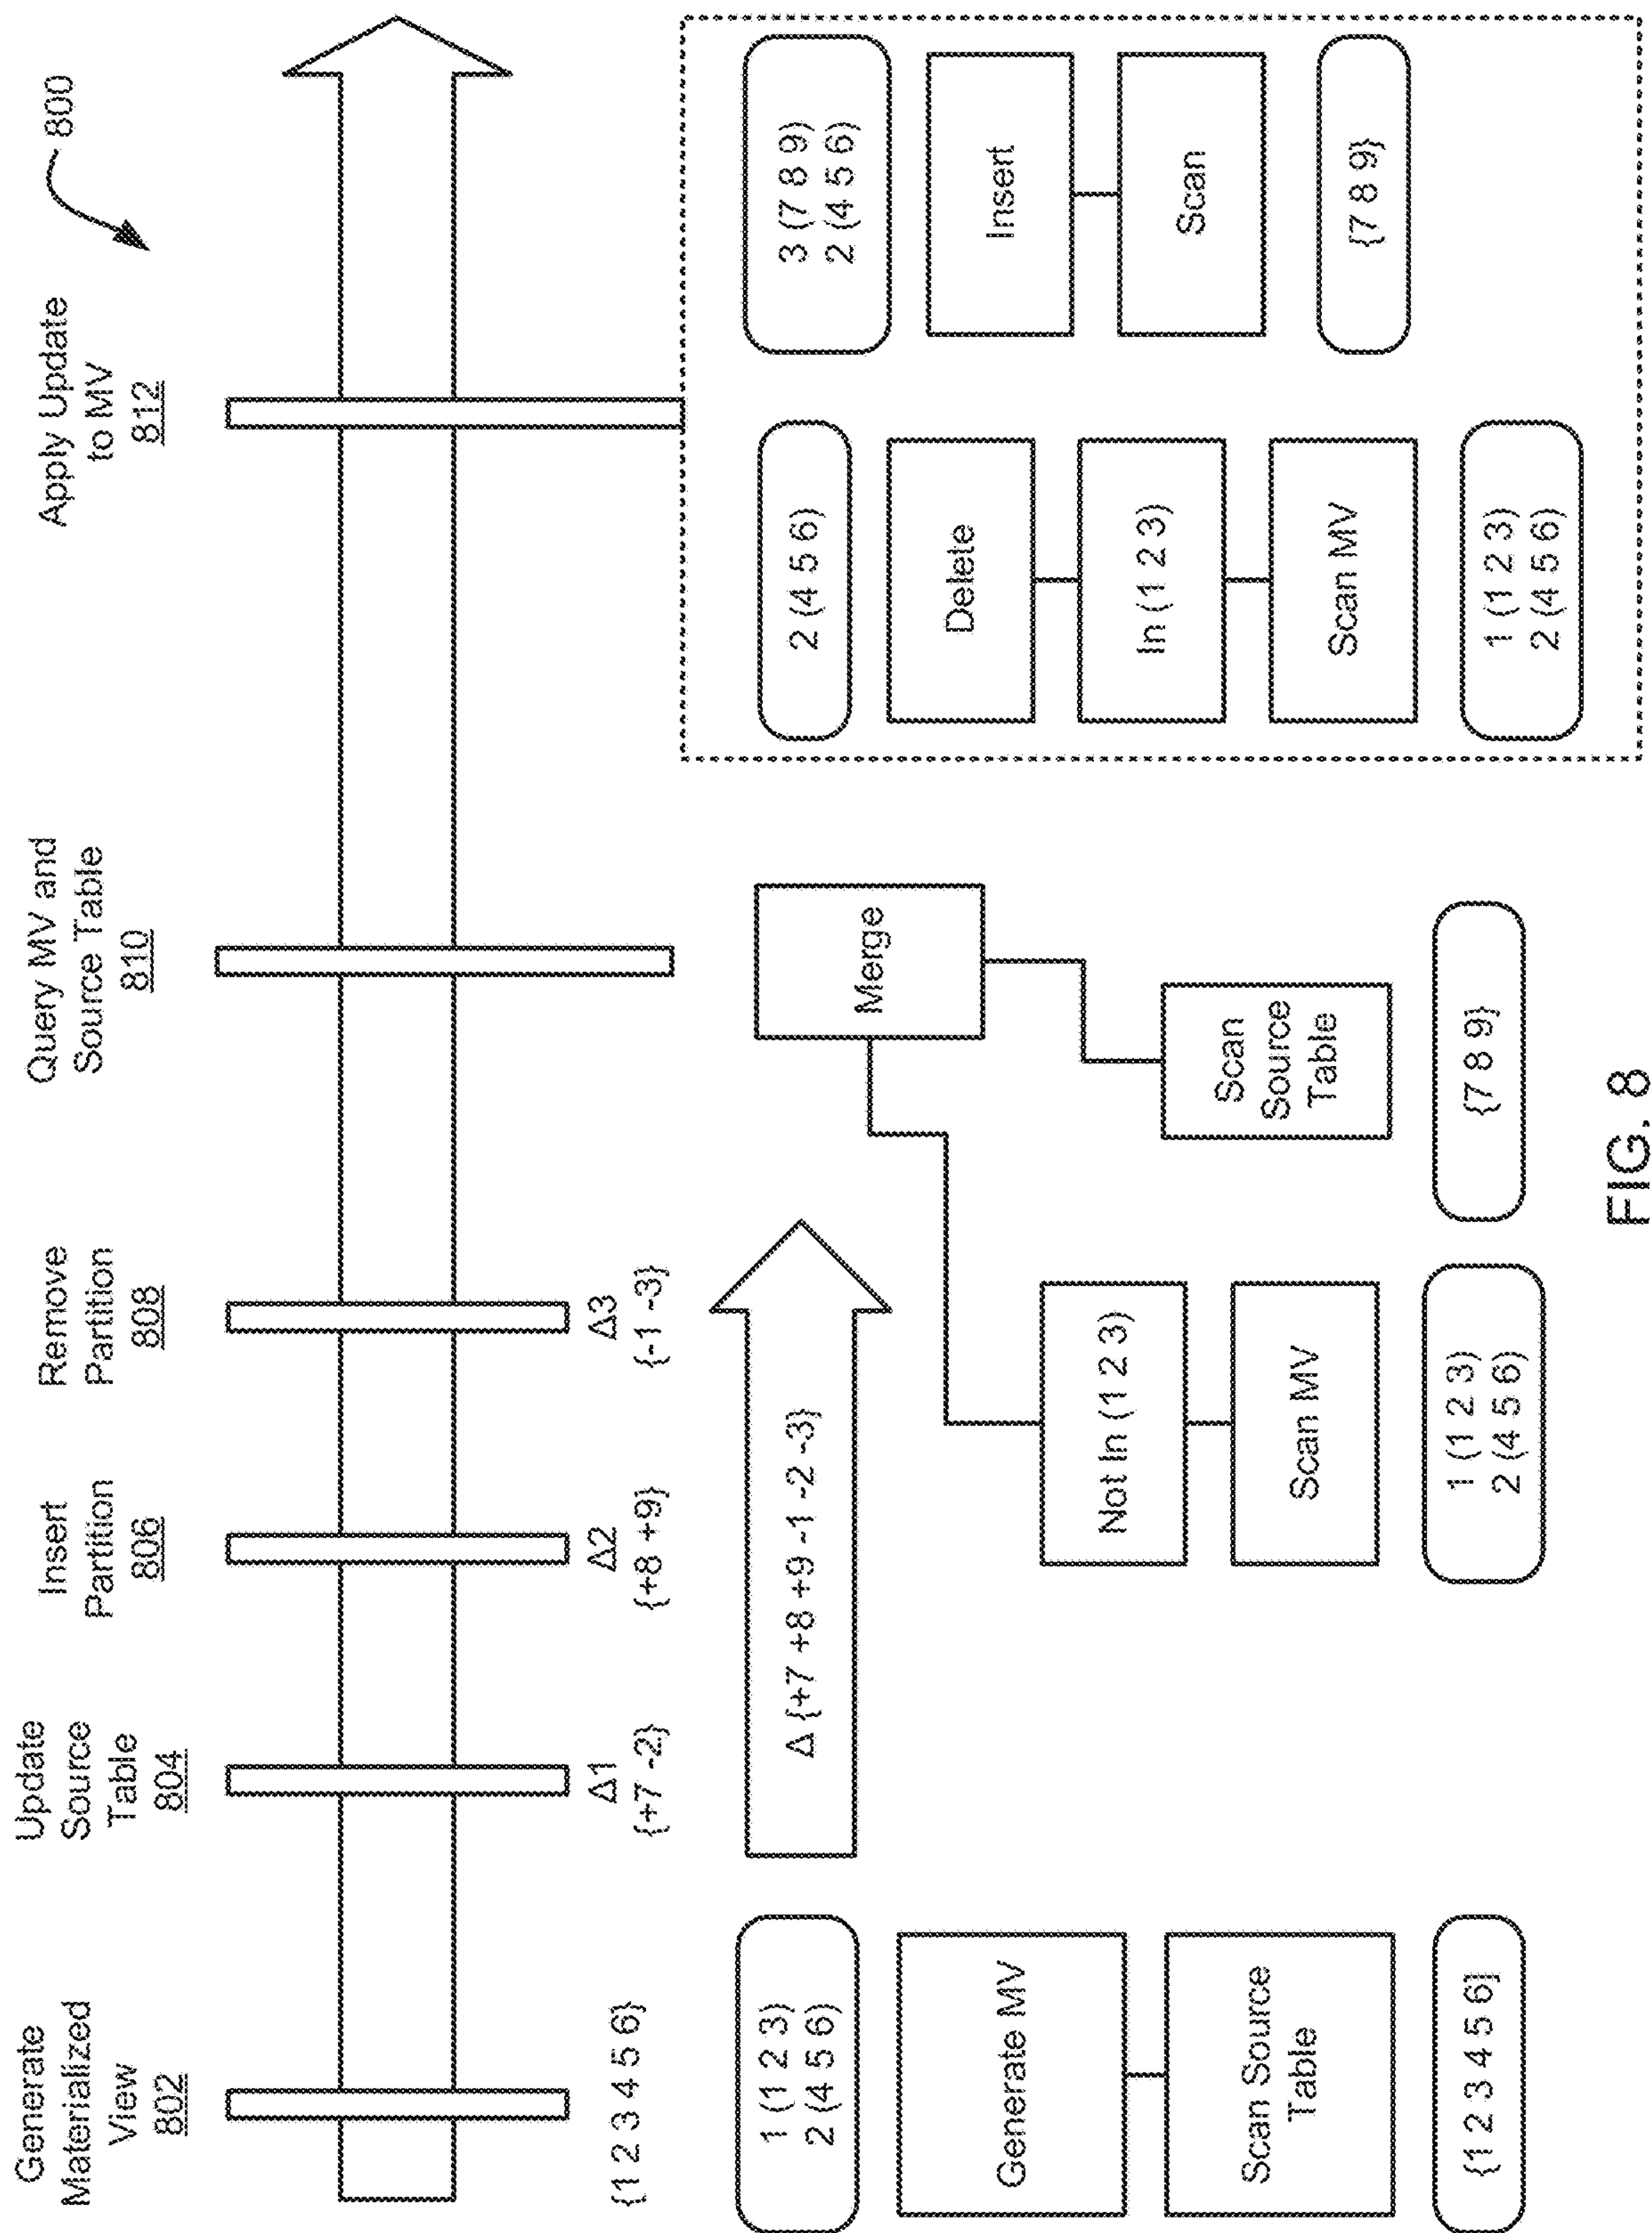 800
Generate
Materialized
View
802
Update
Source
Table
804
Insert
Partition
806
Remove
Partition
808
Query MV and
Source Table
810
Apply Update
to MV
812
{1 2 3 4 5 6}
Δ1
{+7 -2}
Δ2
{+8 +9}
Δ3
{-1 -3}
Δ {+7 +8 +9 -1 -2 -3}
1 (1 2 3)
2 (4 5 6)
Generate MV
Scan Source
Table
{1 2 3 4 5 6}
Merge
Not In (1 2 3)
Scan MV
1 (1 2 3)
2 (4 5 6)
Scan
Source
Table
{7 8 9}
2 (4 5 6)
Delete
In (1 2 3)
Scan MV
1 (1 2 3)
2 (4 5 6)
3 (7 8 9)
2 (4 5 6)
Insert
Scan
{7 8 9}
FIG. 8